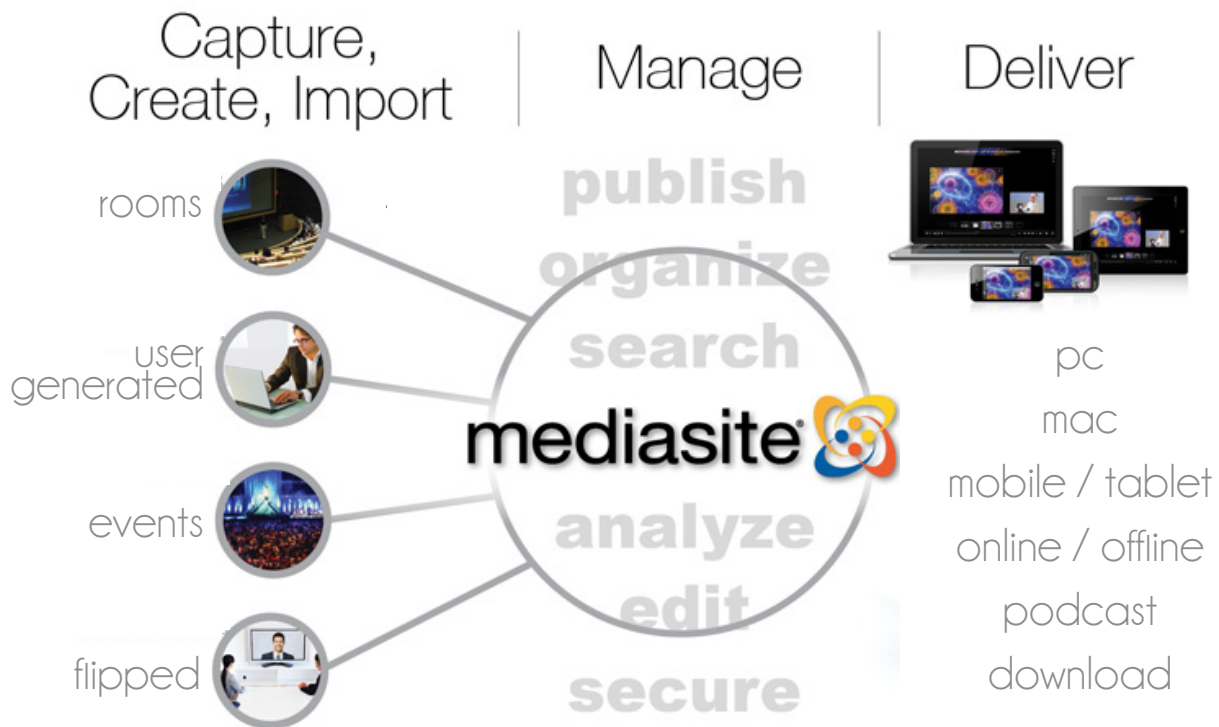 Capture,
Create, Import
Manage
Deliver
rooms
user
generated
events
flipped
publish
organize
search
mediasite®
analyze
edit
secure
pc
mac
mobile / tablet
online / offline
podcast
download